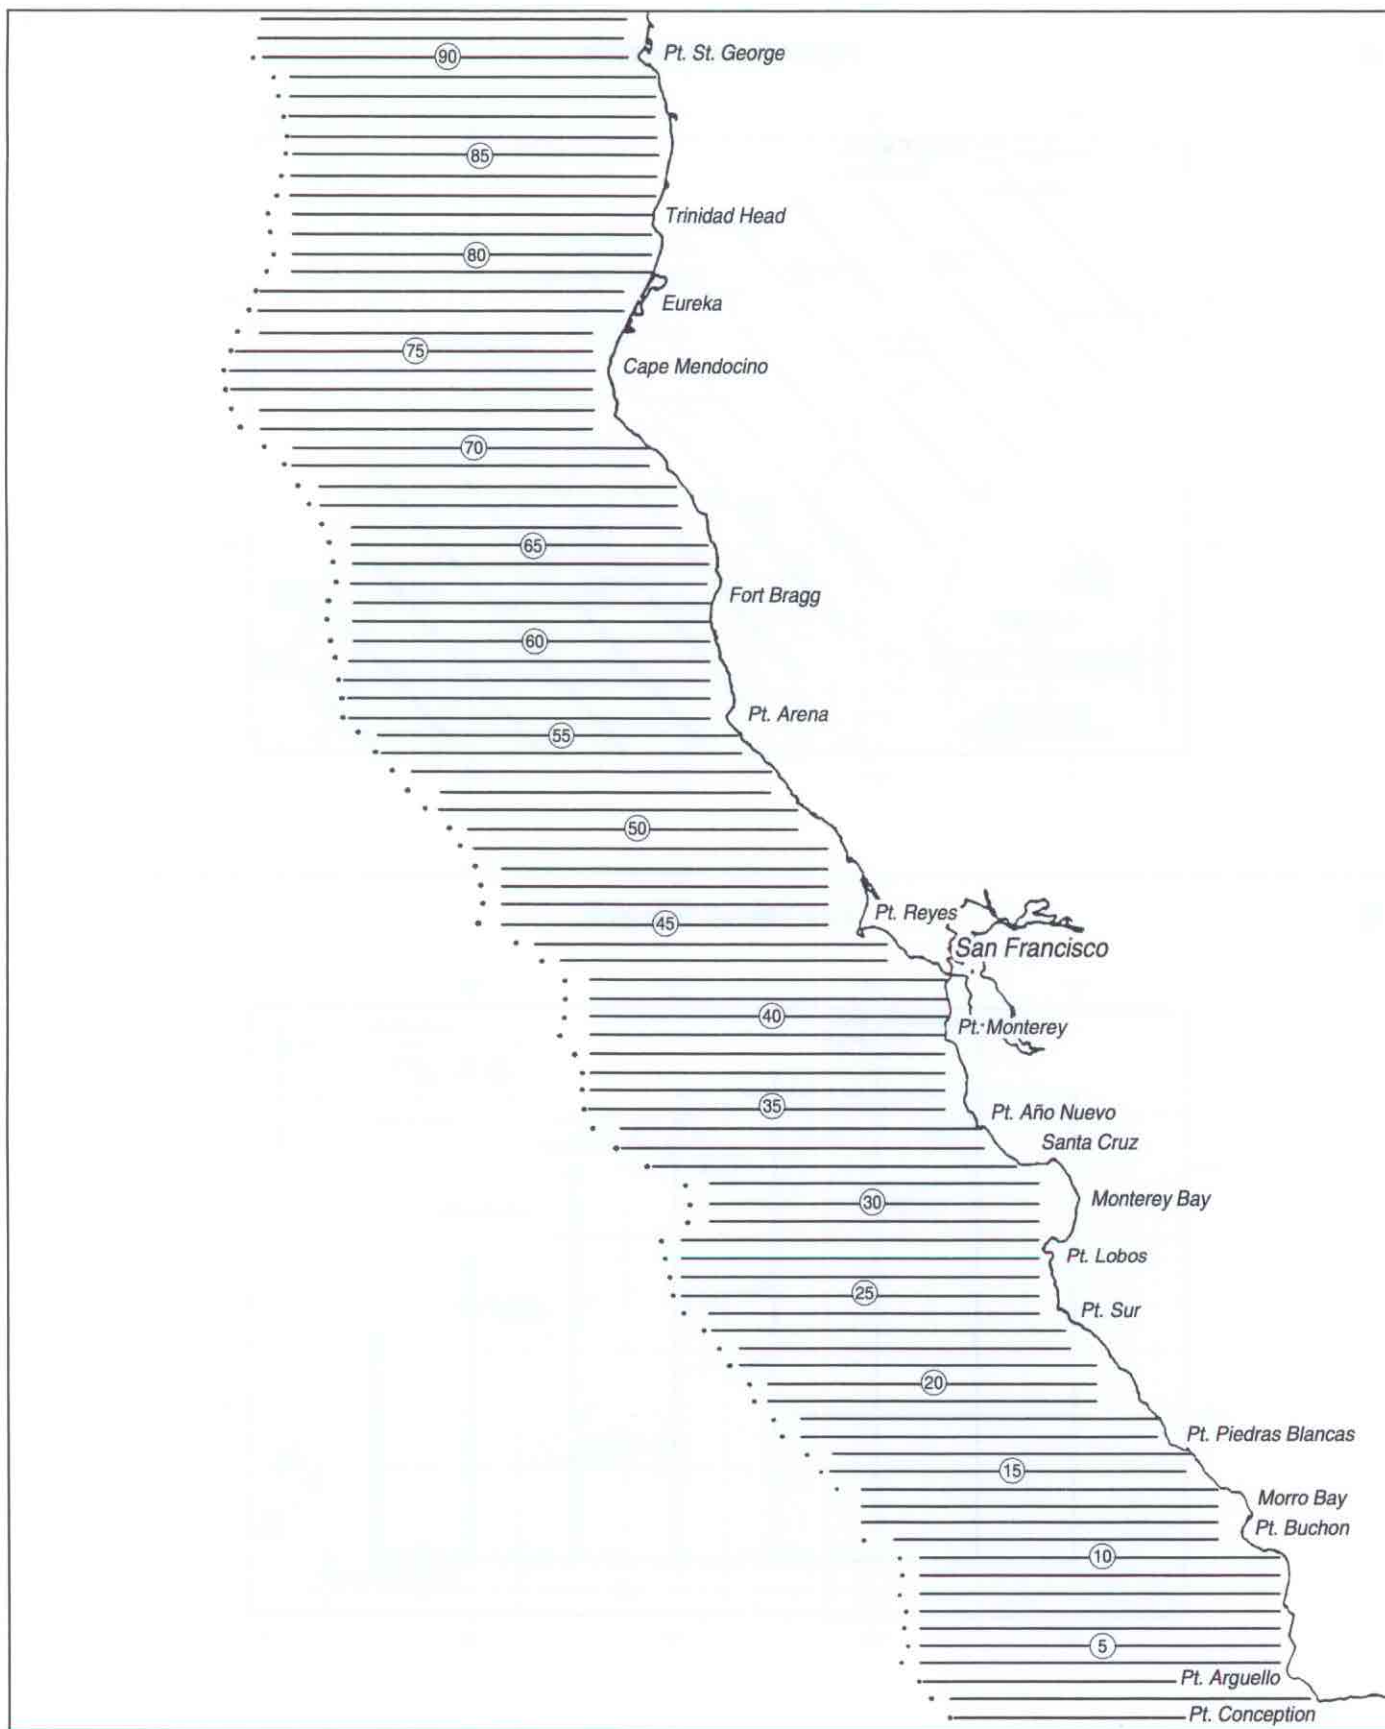 90
Pt. St. George
85
Trinidad Head
80
Eureka
75
Cape Mendocino
70
65
Fort Bragg
60
Pt. Arena
55
50
Pt. Reyes
45
San Francisco
40
Pt. Monterey
35
Pt. Año Nuevo
Santa Cruz
30
Monterey Bay
Pt. Lobos
25
Pt. Sur
20
Pt. Piedras Blancas
15
Morro Bay
Pt. Buchon
10
5
Pt. Arguello
Pt. Conception